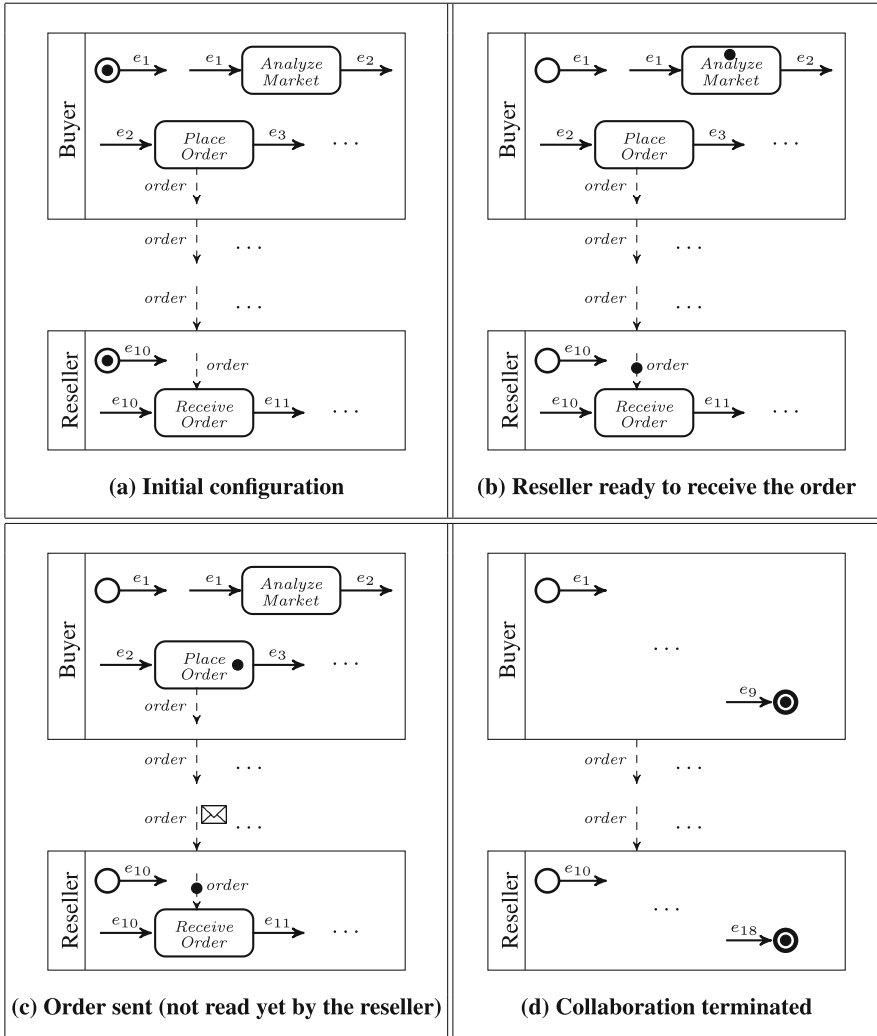 Buyer
e1 e1 Analyze e2
Market
e2 Place e3 ...
Order
order
order ...
order ...
Reseller
e10 order
e10 Receive e11 ...
Order
(a) Initial configuration
Buyer
e1 e1 Analyze e2
Market
e2 Place e3 ...
Order
order
order ...
order ...
Reseller
e10 order
e10 Receive e11 ...
Order
(b) Reseller ready to receive the order
Buyer
e1 e1 Analyze e2
Market
e2 Place e3 ...
Order
order
order ...
order ...
Reseller
e10 order
e10 Receive e11 ...
Order
(c) Order sent (not read yet by the reseller)
Buyer
e1
...
e9
order ...
order ...
Reseller
e10
...
e18
(d) Collaboration terminated